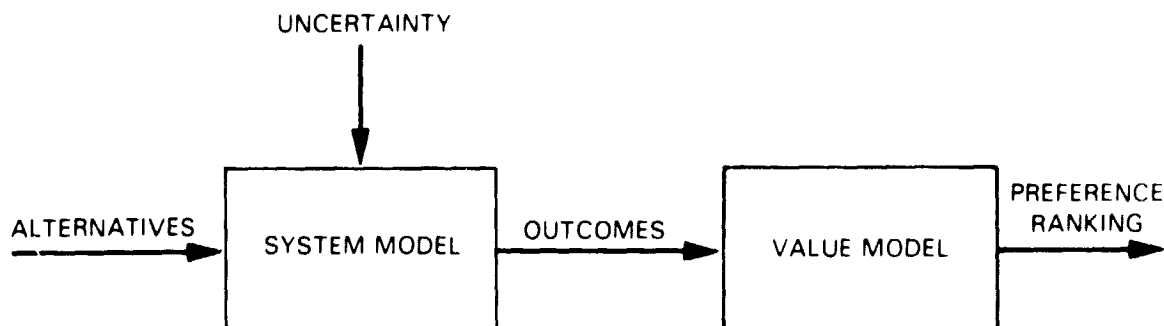 UNCERTAINTY
ALTERNATIVES
SYSTEM MODEL
OUTCOMES
VALUE MODEL
PREFERENCE
RANKING